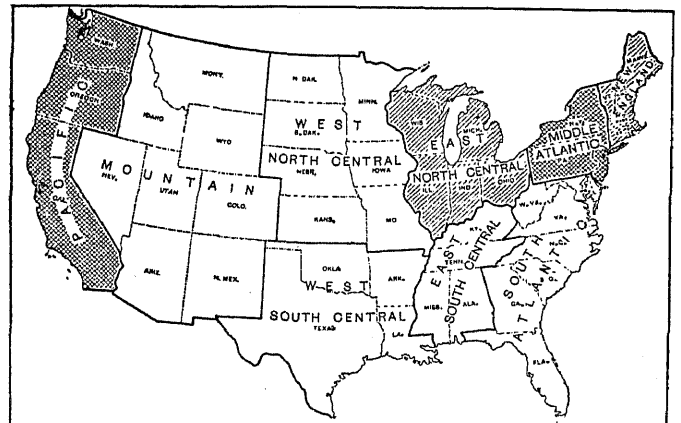 WASH.
MONT.
N. DAK.
MINN.
OREGON
IDAHO
WYO
S. DAK.
WEST
NORTH CENTRAL
NEBR.
IOWA
WIS.
MICH.
EAST
NORTH CENTRAL
ILL.
IND.
OHIO
MIDDLE
ATLANTIC
N.Y.
PA.
NEW
ENGLAND
MAINE
PACIFIC
MOUNTAIN
NEV.
UTAH
COLO.
KANS.
MO
W. VA.
VA.
KY.
N.C.
TENN.
EAST
SOUTH CENTRAL
SOUTH
ATLANTIC
ARIZ.
N. MEX.
OKLA
ARK.
WEST
SOUTH CENTRAL
TEXAS
LA.
MISS.
ALA.
GA.
FLA.